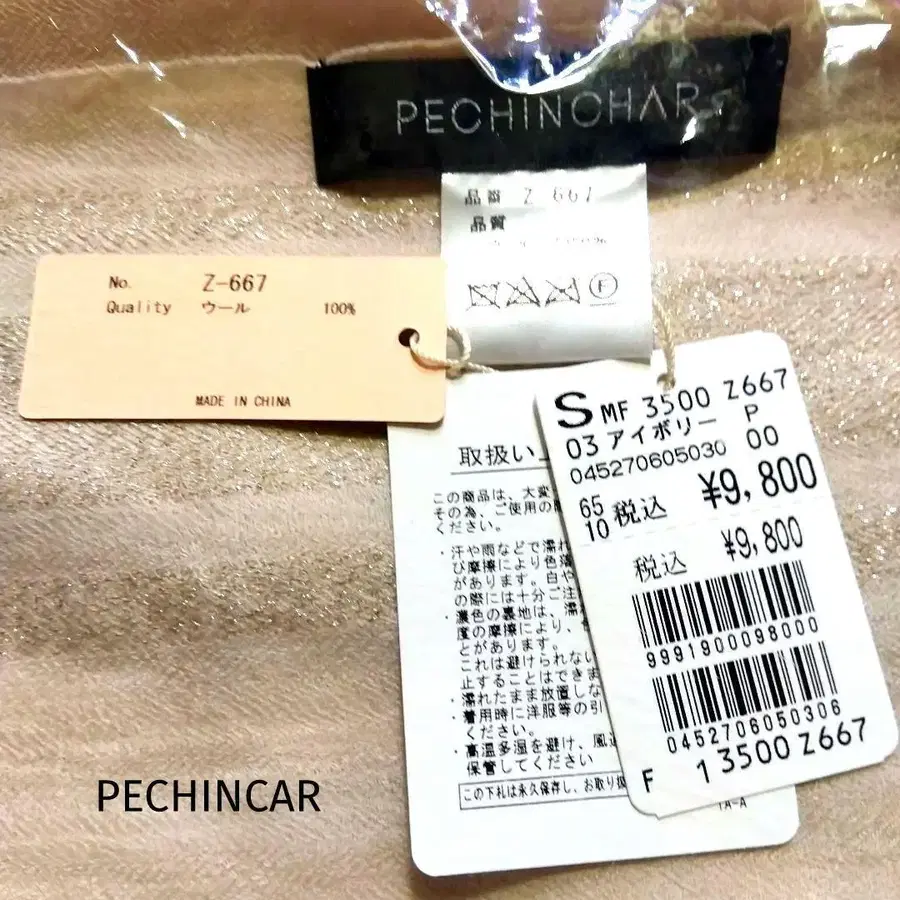 PECHINCHAR
品番 Z-667
品質
F
No. Z-667
Quality ウール 100%
MADE IN CHINA
取扱い上
この商品は、大変
その為、ご使用の
ください。
・汗や雨などで濡れ
び摩擦により色落
があります。白や
の際には十分ご注
・濃色の裏地は、濡
度の摩擦により、
とがあります。
これは避けられない
止することはできま
・濡れたまま放置しな
・着用時に洋服等の引
・高温多湿を避け、風通
保管してください
この下札は永久保存し、お取り扱
1A-A
S MF 3500 Z667
03 アイボリー P
045270605030 00
65 10 税込 ¥9,800
税込 ¥9,800
9991900098000
0452706050306
F 1 3500 Z667
PECHINCAR